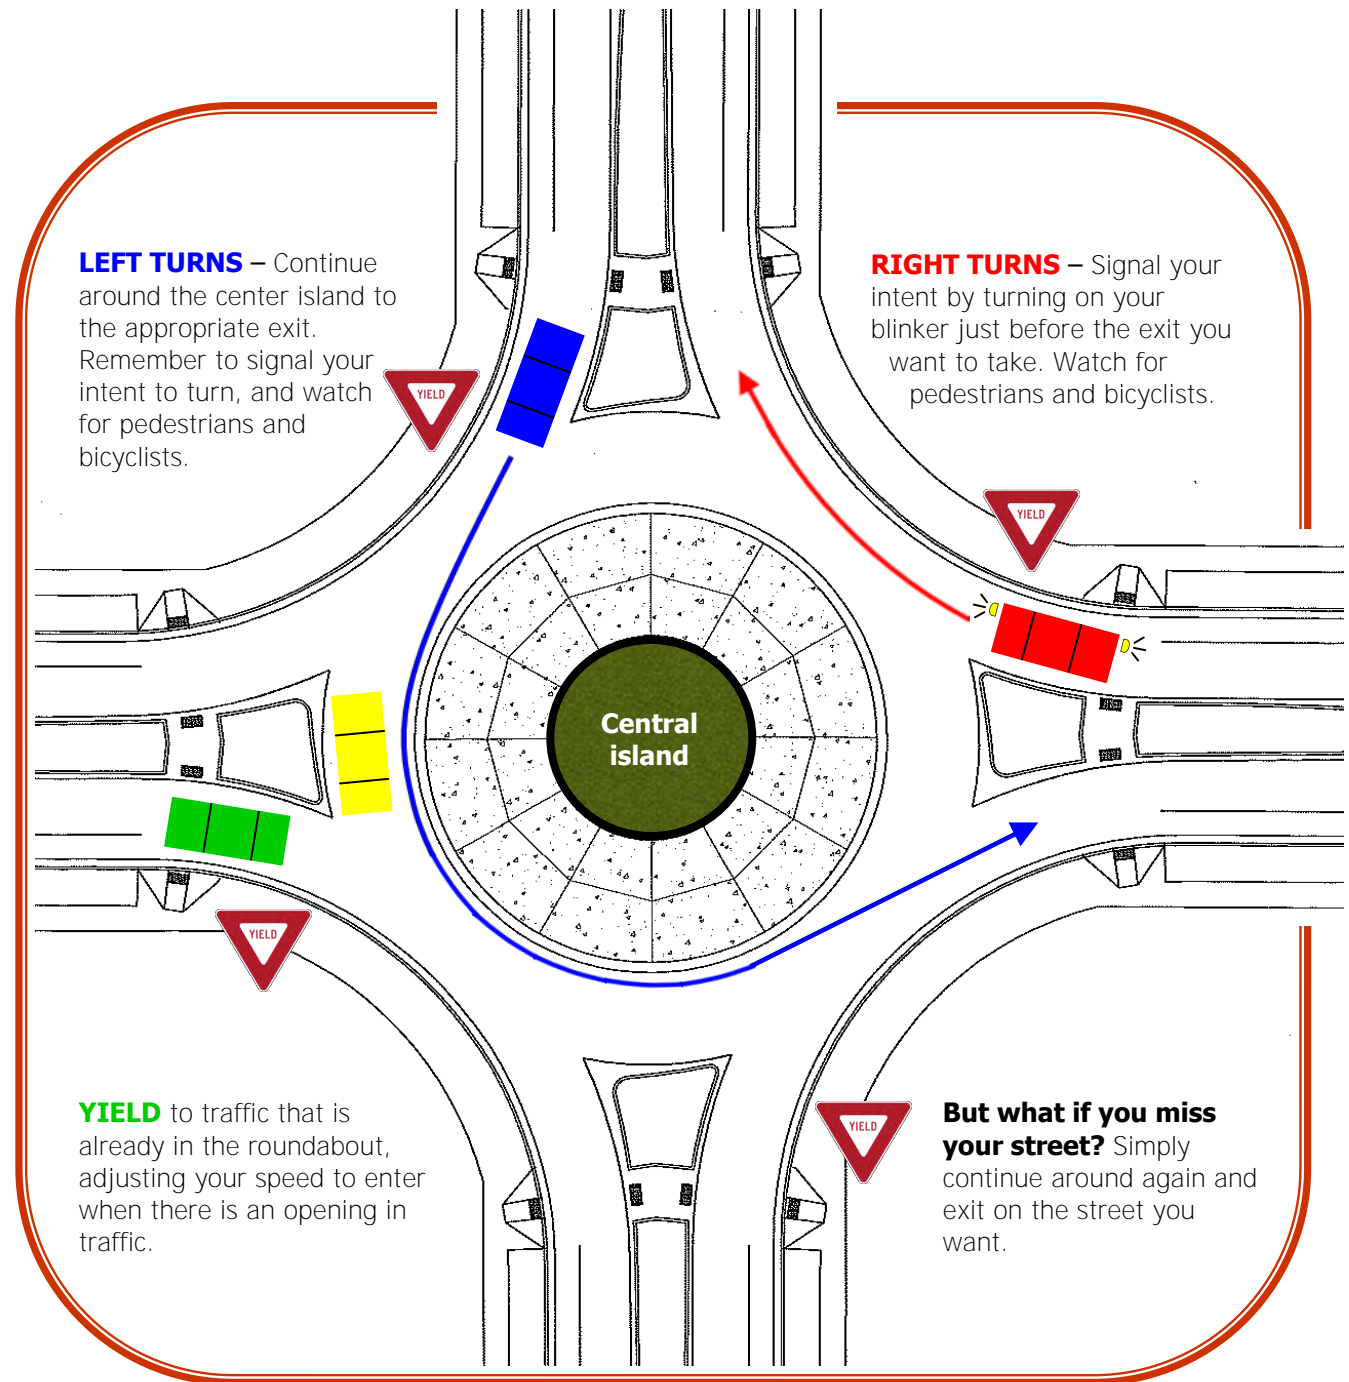 LEFT TURNS – Continue
around the center island to
the appropriate exit.
Remember to signal your
intent to turn, and watch
for pedestrians and
bicyclists.
YIELD
RIGHT TURNS – Signal your
intent by turning on your
blinker just before the exit you
want to take. Watch for
pedestrians and bicyclists.
YIELD
Central
island
YIELD
YIELD to traffic that is
already in the roundabout,
adjusting your speed to enter
when there is an opening in
traffic.
YIELD
But what if you miss
your street? Simply
continue around again and
exit on the street you
want.